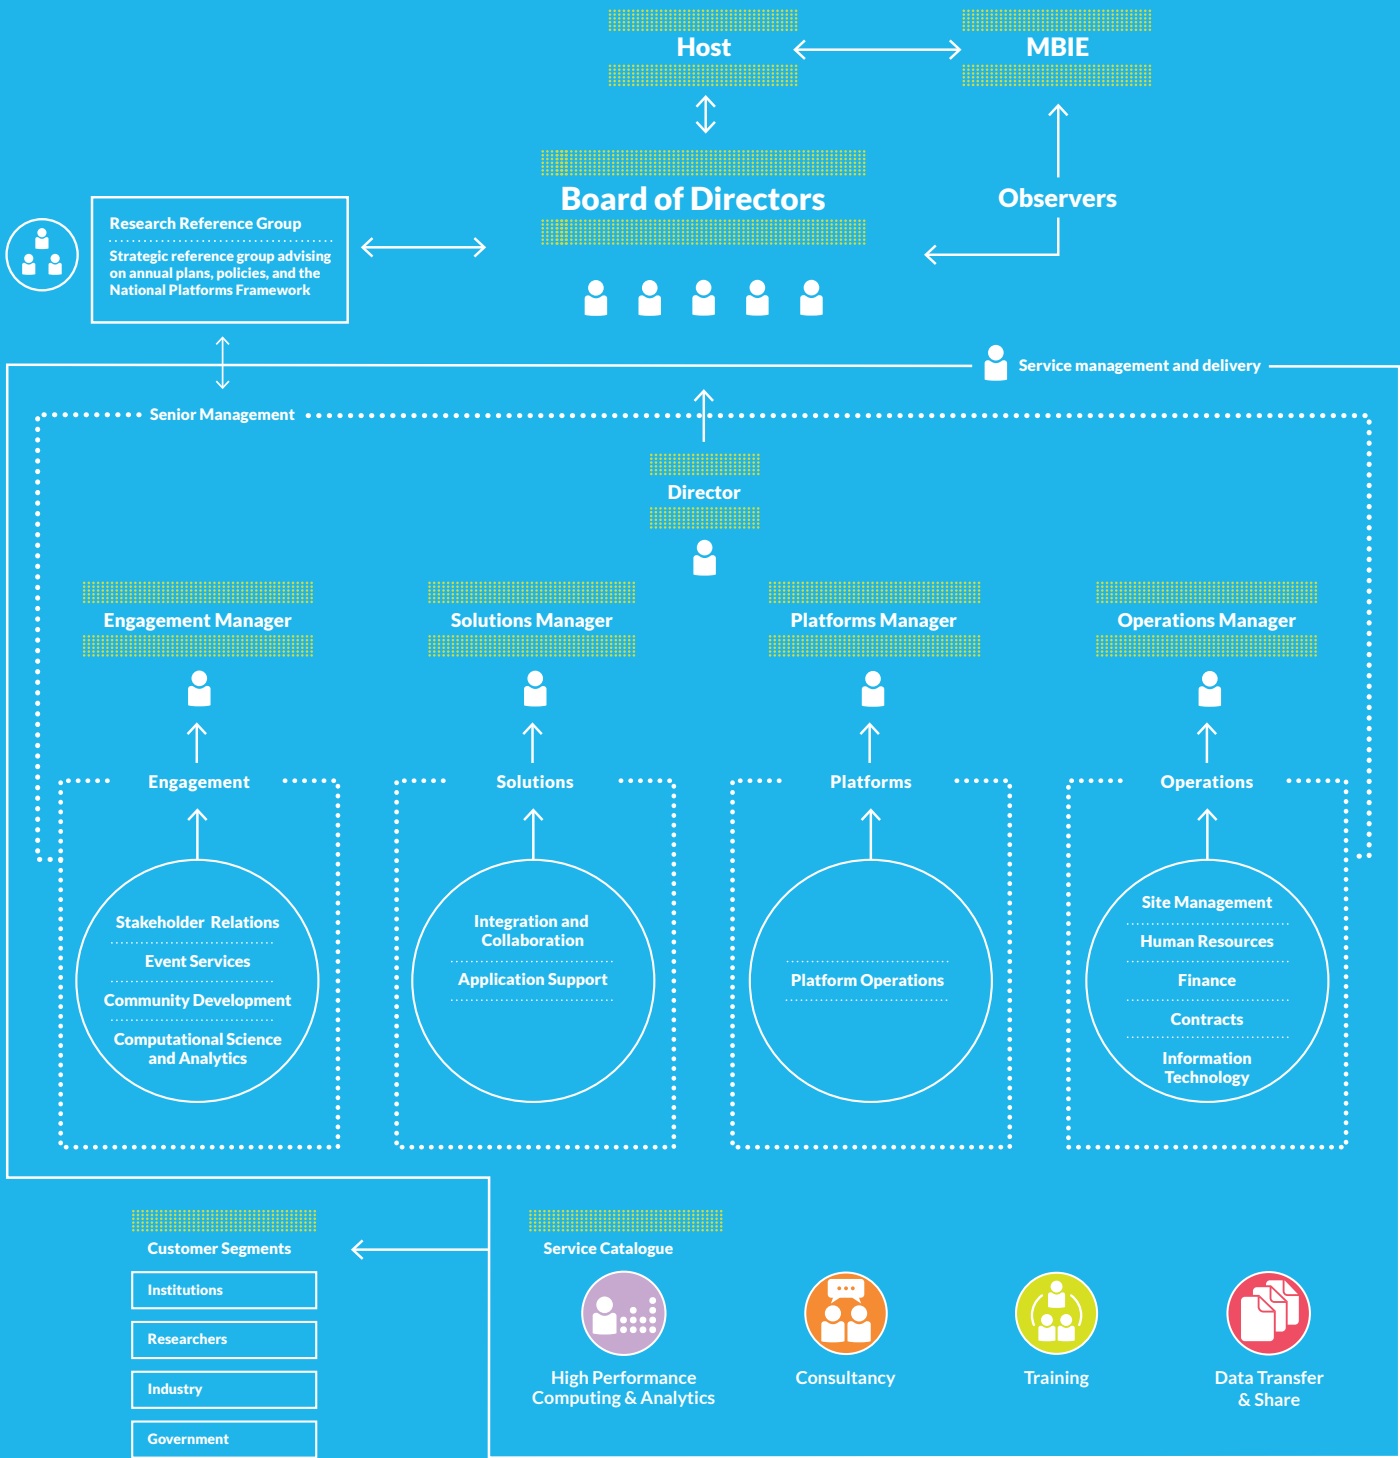 Host
MBIE
Board of Directors
Observers
Research Reference Group
Strategic reference group advising
on annual plans, policies, and the
National Platforms Framework
Service management and delivery
Senior Management
Director
Engagement Manager
Solutions Manager
Platforms Manager
Operations Manager
Engagement
Solutions
Platforms
Operations
Stakeholder Relations
Event Services
Community Development
Computational Science
and Analytics
Integration and
Collaboration
Application Support
Platform Operations
Site Management
Human Resources
Finance
Contracts
Information
Technology
Customer Segments
Institutions
Researchers
Industry
Government
Service Catalogue
High Performance
Computing & Analytics
Consultancy
Training
Data Transfer
& Share